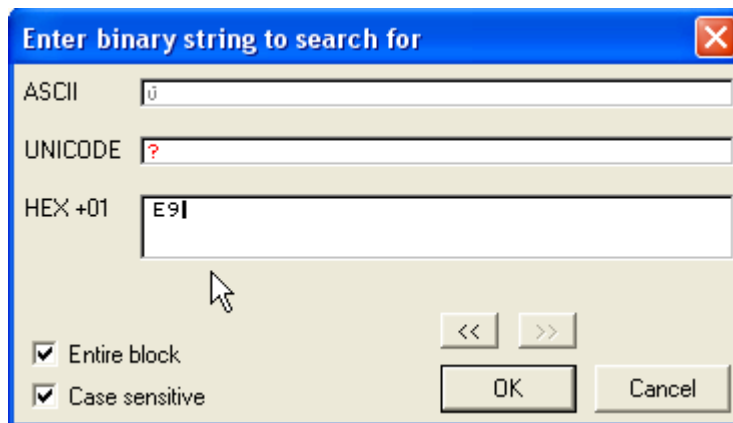 Enter binary string to search for
ASCII ú
UNICODE ?
HEX +01 E9
<< >>
Entire block
Case sensitive
OK Cancel